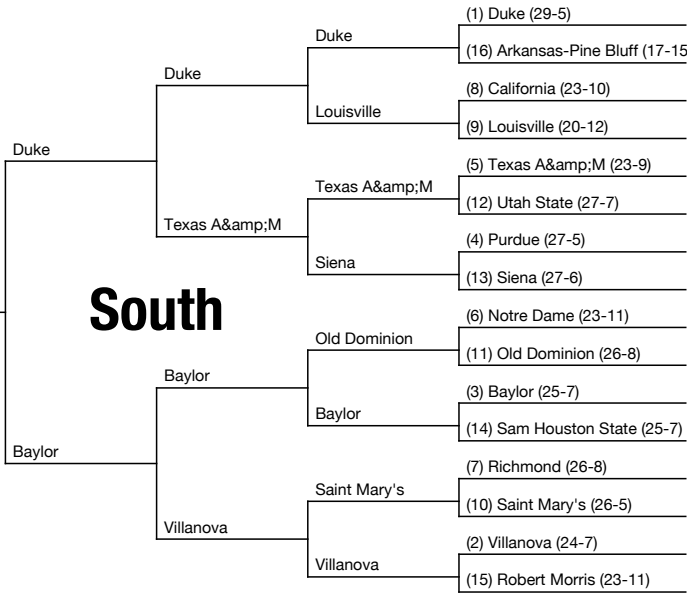 (1) Duke (29-5)
Duke
(16) Arkansas-Pine Bluff (17-15
Duke
(8) California (23-10)
Louisville
(9) Louisville (20-12)
Duke
(5) Texas A&amp;M (23-9)
Texas A&amp;M
(12) Utah State (27-7)
Texas A&amp;M
(4) Purdue (27-5)
Siena
(13) Siena (27-6)
South
(6) Notre Dame (23-11)
Old Dominion
(11) Old Dominion (26-8)
Baylor
(3) Baylor (25-7)
Baylor
(14) Sam Houston State (25-7)
Baylor
(7) Richmond (26-8)
Saint Mary's
(10) Saint Mary's (26-5)
Villanova
(2) Villanova (24-7)
Villanova
(15) Robert Morris (23-11)